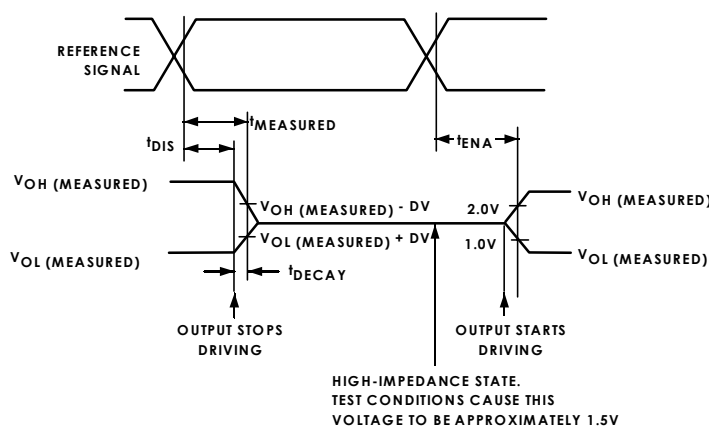 REFERENCE
SIGNAL
tMEASURED
tDIS
tENA
VOH (MEASURED)
VOH (MEASURED) - DV
2.0V
VOH (MEASURED)
VOL (MEASURED) + DV
1.0V
VOL (MEASURED)
VOL (MEASURED)
tDECAY
OUTPUT STOPS
DRIVING
OUTPUT STARTS
DRIVING
HIGH-IMPEDANCE STATE.
TEST CONDITIONS CAUSE THIS
VOLTAGE TO BE APPROXIMATELY 1.5V